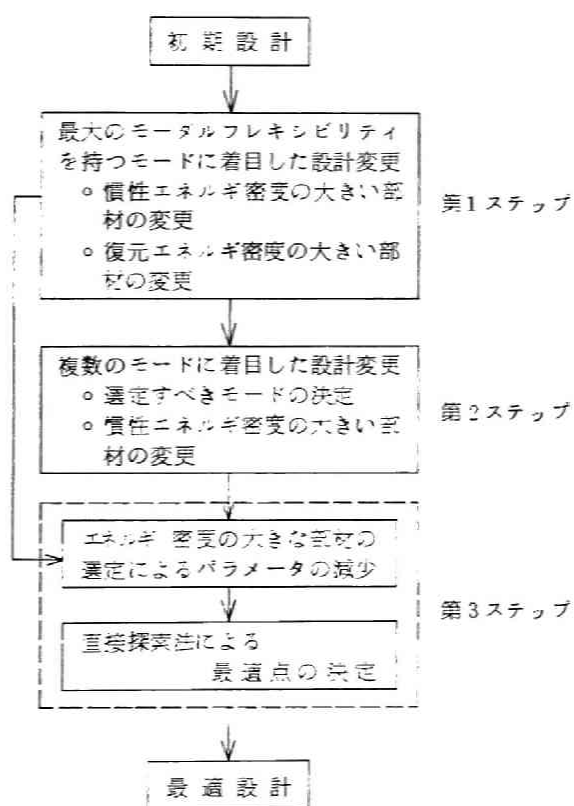 初期設計
最大のモーダルフレキシビリティ
を持つモードに着目した設計変更
○ 慣性エネルギ密度の大きい部
材の変更
○ 復元エネルギ密度の大きい部
材の変更
第1ステップ
複数のモードに着目した設計変更
○ 選定すべきモードの決定
○ 慣性エネルギ密度の大きい部
材の変更
第2ステップ
エネルギ密度の大きな部材の
選定によるパラメータの減少
直接探索法による
最適点の決定
第3ステップ
最適設計